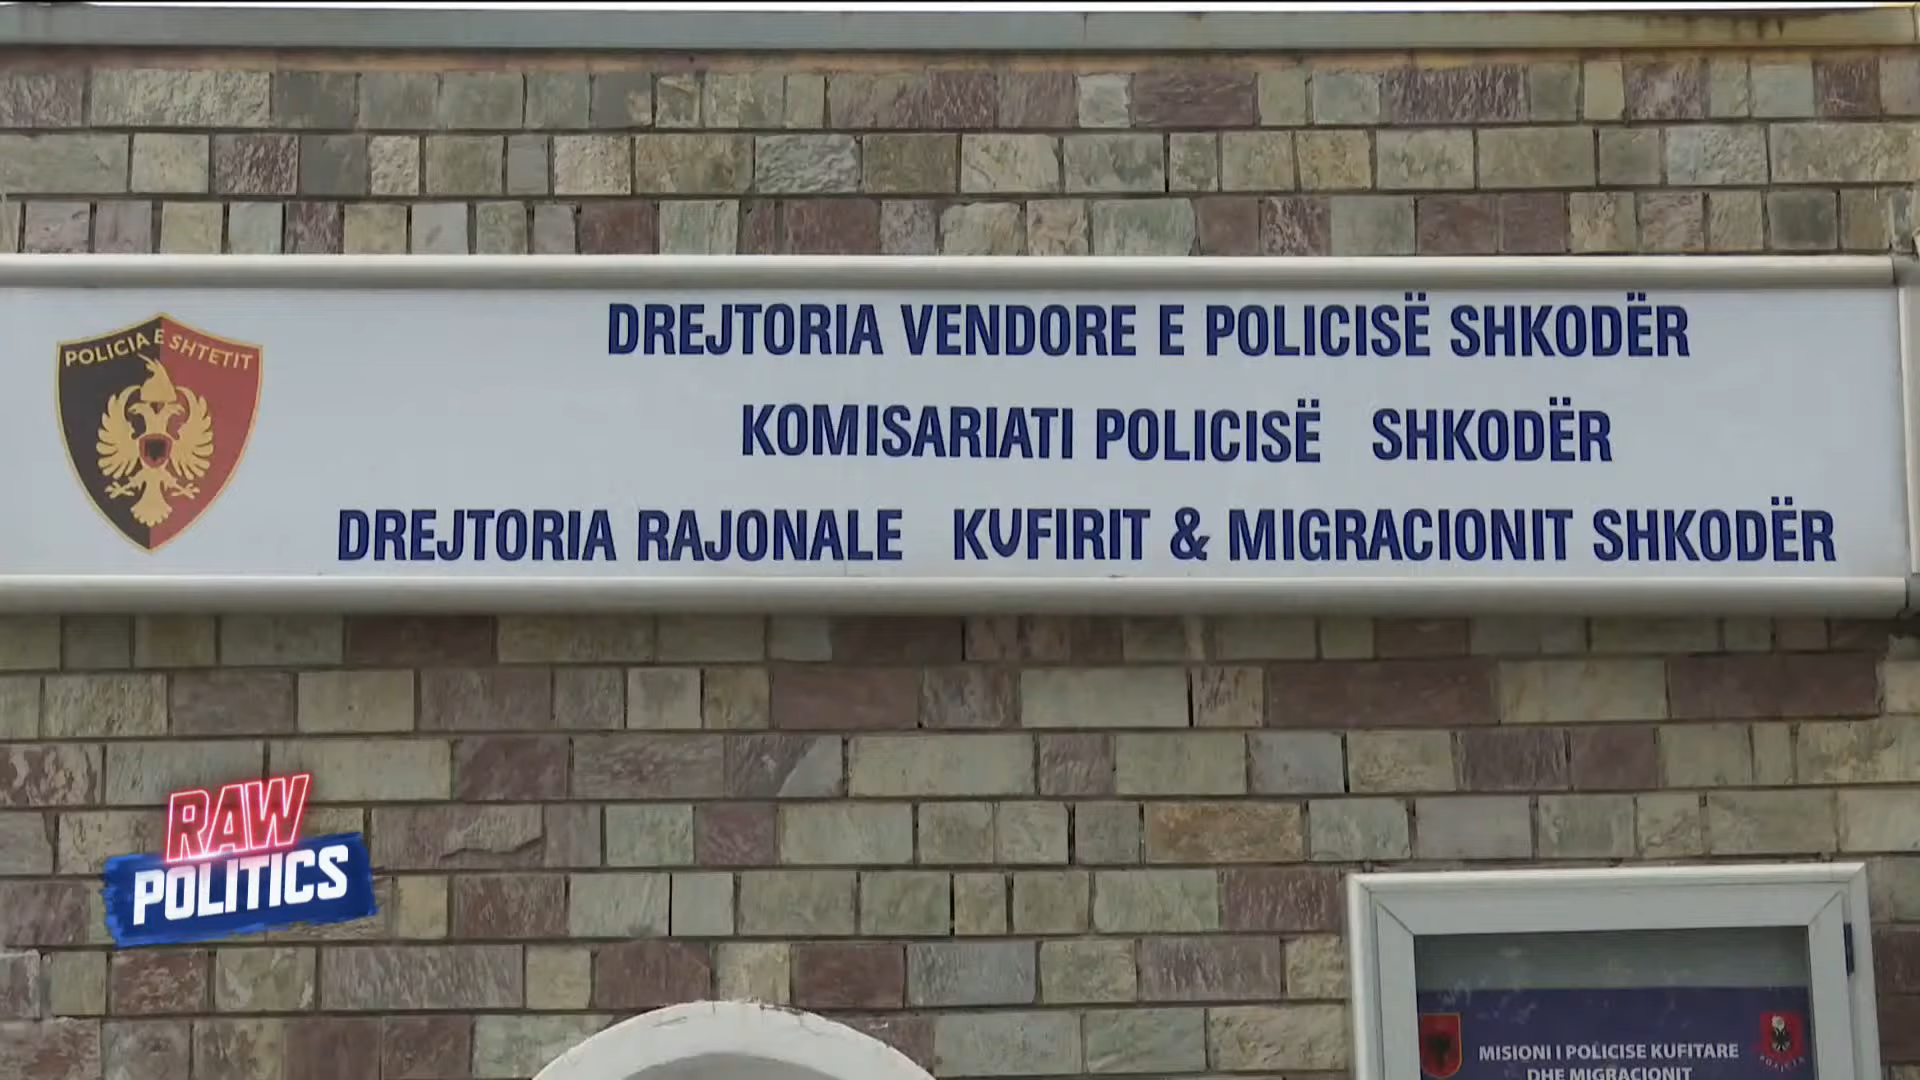 DREJTORIA VENDORE E POLICISË SHKODËR
POLICIA E SHTETIT
KOMISARIATI POLICISË SHKODËR
DREJTORIA RAJONALE KUFIRIT & MIGRACIONIT SHKODËR
RAW
POLITICS
MISIONI I POLICISE KUFITARE
DHE MIGRACIONIT